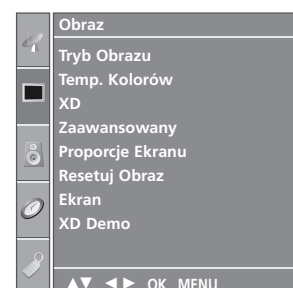 Obraz
Tryb Obrazu
Temp. Kolorów
XD
Zaawansowany
Proporcje Ekranu
Resetuj Obraz
Ekran
XD Demo
▲▼ ◄► OK MENU